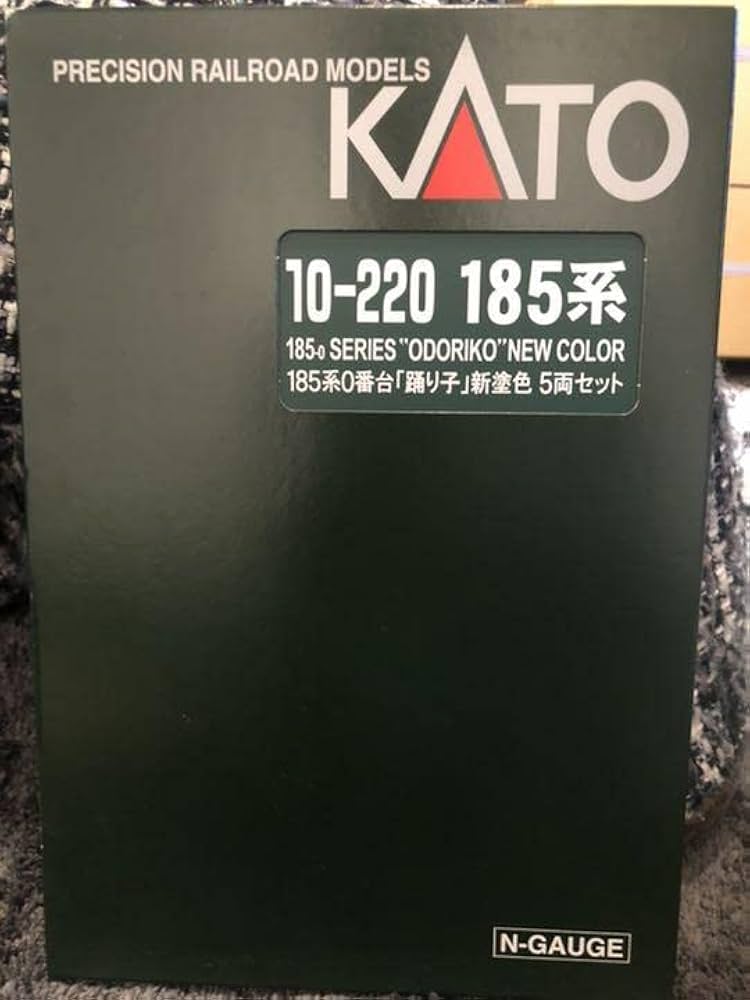 PRECISION RAILROAD MODELS
KATO
10-220 185系
185-0 SERIES "ODORIKO" NEW COLOR
185系0番台「踊り子」新塗色 5両セット
N-GAUGE